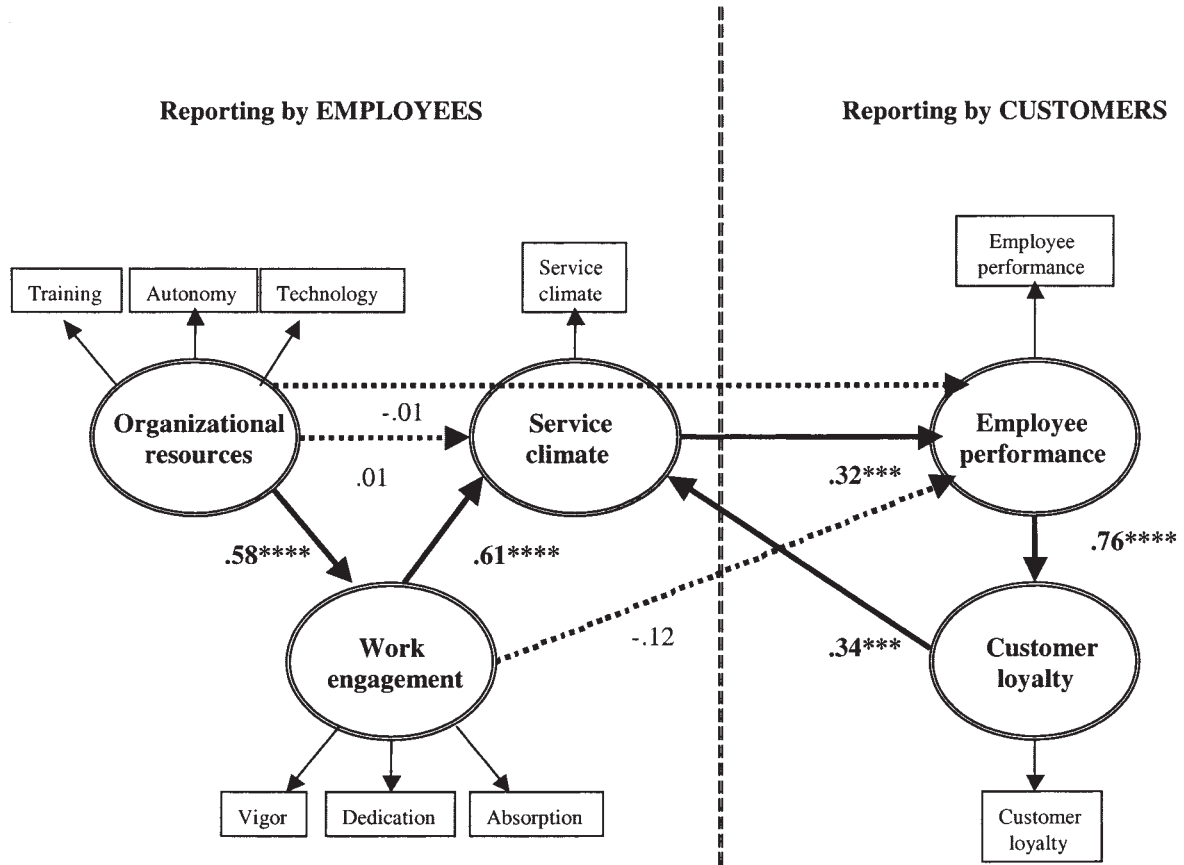 Reporting by EMPLOYEES
Reporting by CUSTOMERS
Training
Autonomy
Technology
Service
climate
Employee
performance
Organizational
resources
-.01
.01
Service
climate
.32***
Employee
performance
.58****
.61****
.76****
Work
engagement
-.12
.34***
Customer
loyalty
Vigor
Dedication
Absorption
Customer
loyalty